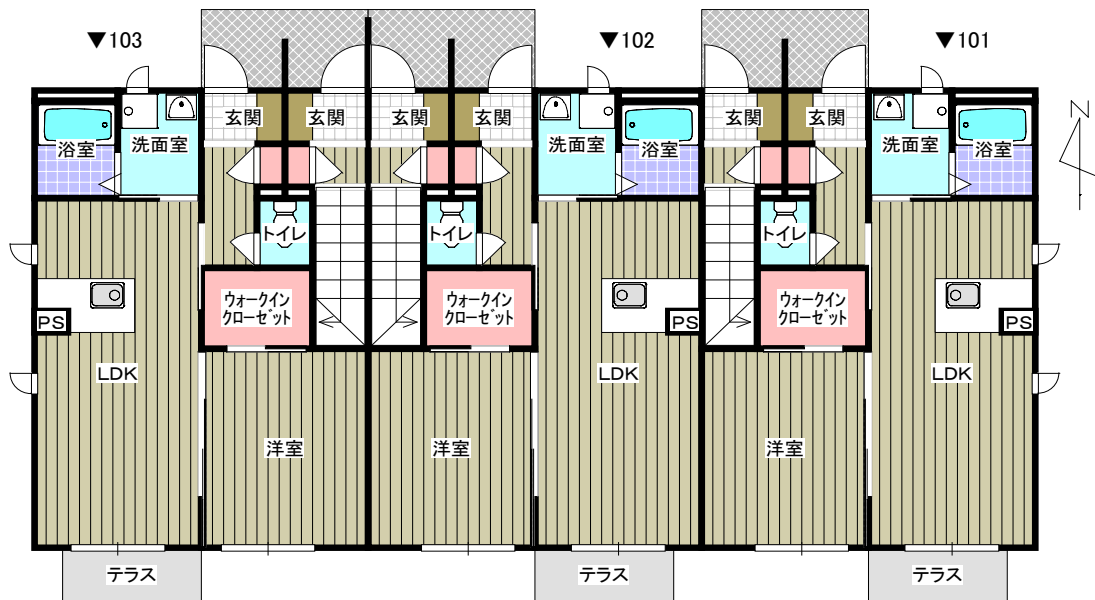 ▼103
▼102
▼101
N
玄関
玄関
玄関
玄関
玄関
玄関
浴室
洗面室
洗面室
浴室
洗面室
浴室
トイレ
トイレ
トイレ
ウォークイン
クローゼット
ウォークイン
クローゼット
ウォークイン
クローゼット
PS
PS
PS
LDK
LDK
LDK
洋室
洋室
洋室
テラス
テラス
テラス